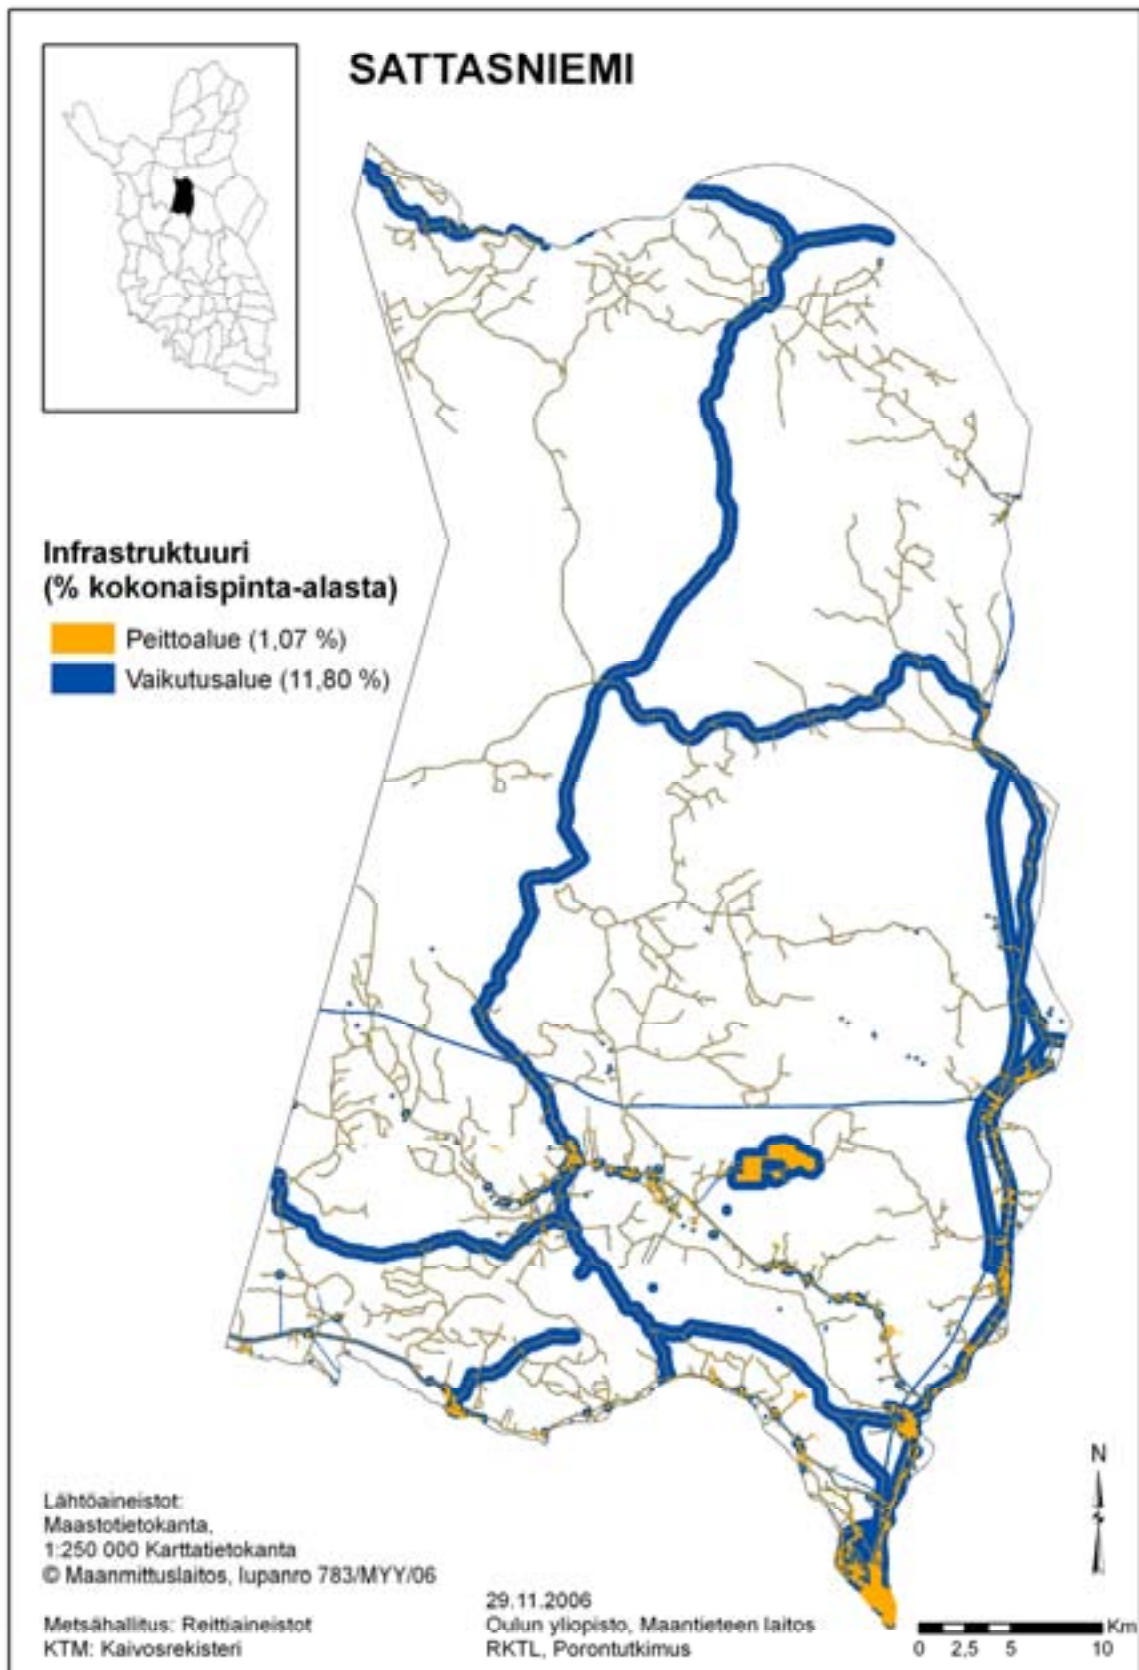 SATTASNIEMI
Infrastruktuuri
(% kokonaispinta-alasta)
Peittoalue (1,07 %)
Vaikutusalue (11,80 %)
Lähtöaineistot:
Maastotietokanta,
1:250 000 Karttatietokanta
© Maanmittuslaitos, lupanro 783/MYY/06
Metsähallitus: Reittiaineistot
KTM: Kaivosrekisteri
29.11.2006
Oulun yliopisto, Maantieteen laitos
RKTL, Porontutkimus
N
Km
0 2,5 5 10